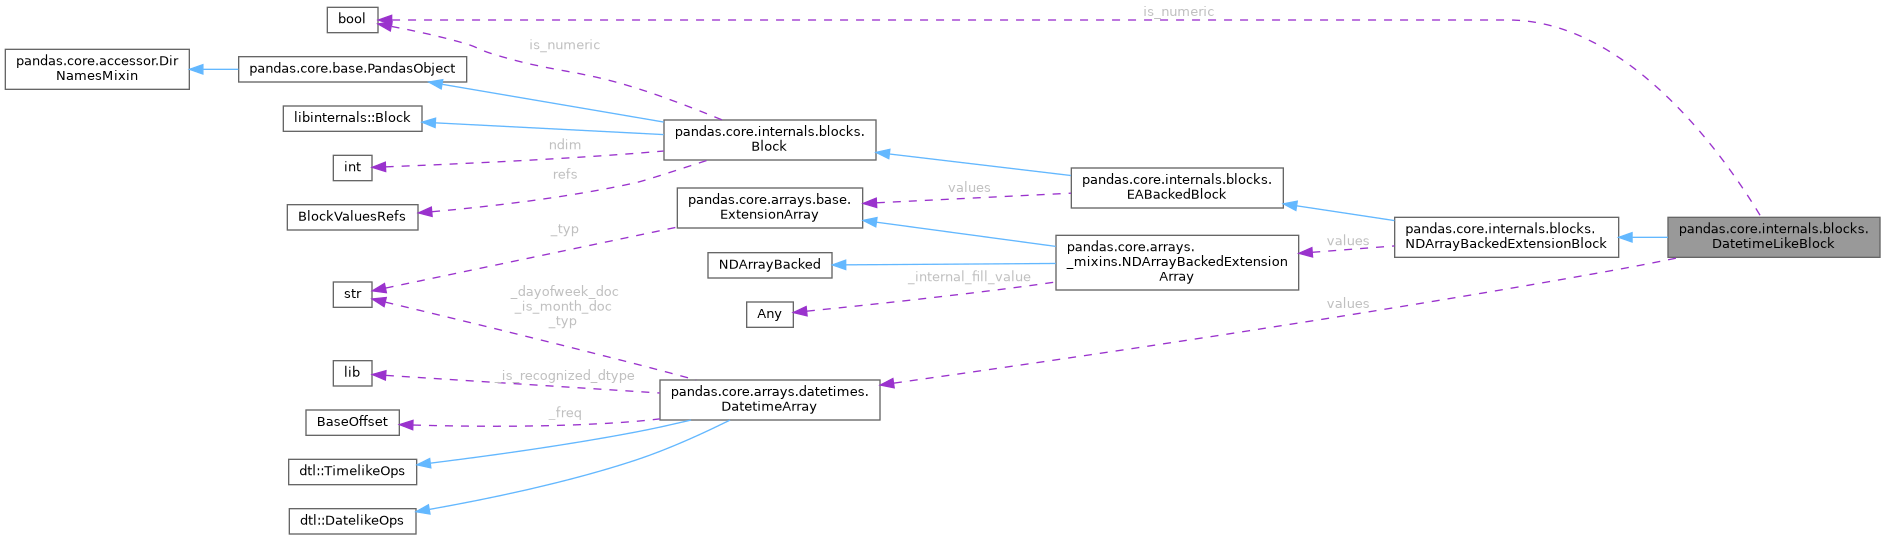 bool
is_numeric
is_numeric
pandas.core.accessor.Dir
NamesMixin
pandas.core.base.PandasObject
libinternals::Block
pandas.core.internals.blocks.
Block
ndim
int
refs
BlockValuesRefs
pandas.core.internals.blocks.
EABackedBlock
values
pandas.core.arrays.base.
ExtensionArray
pandas.core.internals.blocks.
NDArrayBackedExtensionBlock
pandas.core.internals.blocks.
DatetimeLikeBlock
_typ
values
pandas.core.arrays.
_mixins.NDArrayBackedExtension
Array
NDArrayBacked
_internal_fill_value
Any
str
_dayofweek_doc
_is_month_doc
_typ
values
lib
_is_recognized_dtype
pandas.core.arrays.datetimes.
DatetimeArray
BaseOffset
_freq
dtl::TimelikeOps
dtl::DatelikeOps